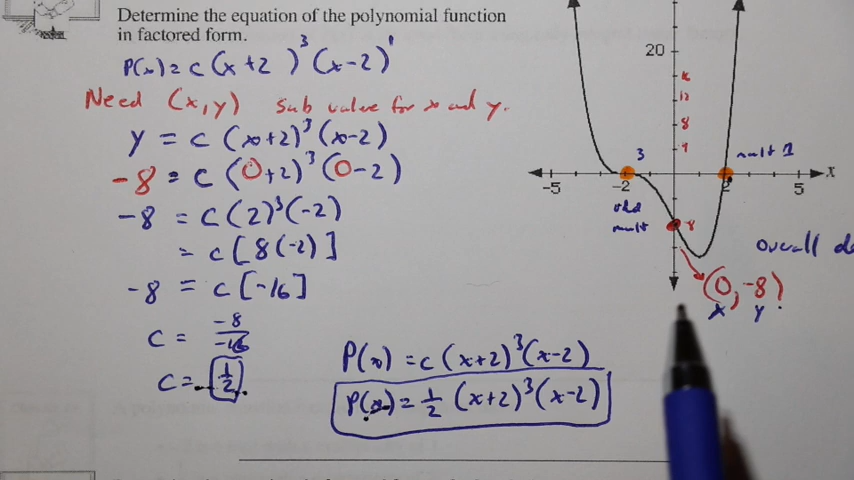 Determine the equation of the polynomial function
in factored form.
P(x) = c (x+2 )³ (x-2)¹
Need (x,y) sub value for x and y.
y = c (x+2)³(x-2)
-8 = c (0+2)³(0-2)
-8 = c (2)³(-2)
= c [8(-2)]
-8 = c[-16]
c = -8/-16
c = 1/2
P(x) = c (x+2)³(x-2)
P(x) = 1/2 (x+2)³(x-2)
20
16
12
8
4
3
mult 1
-5
-2
2
5
x
odd
mult
-8
overall de
(0,-8)
x y